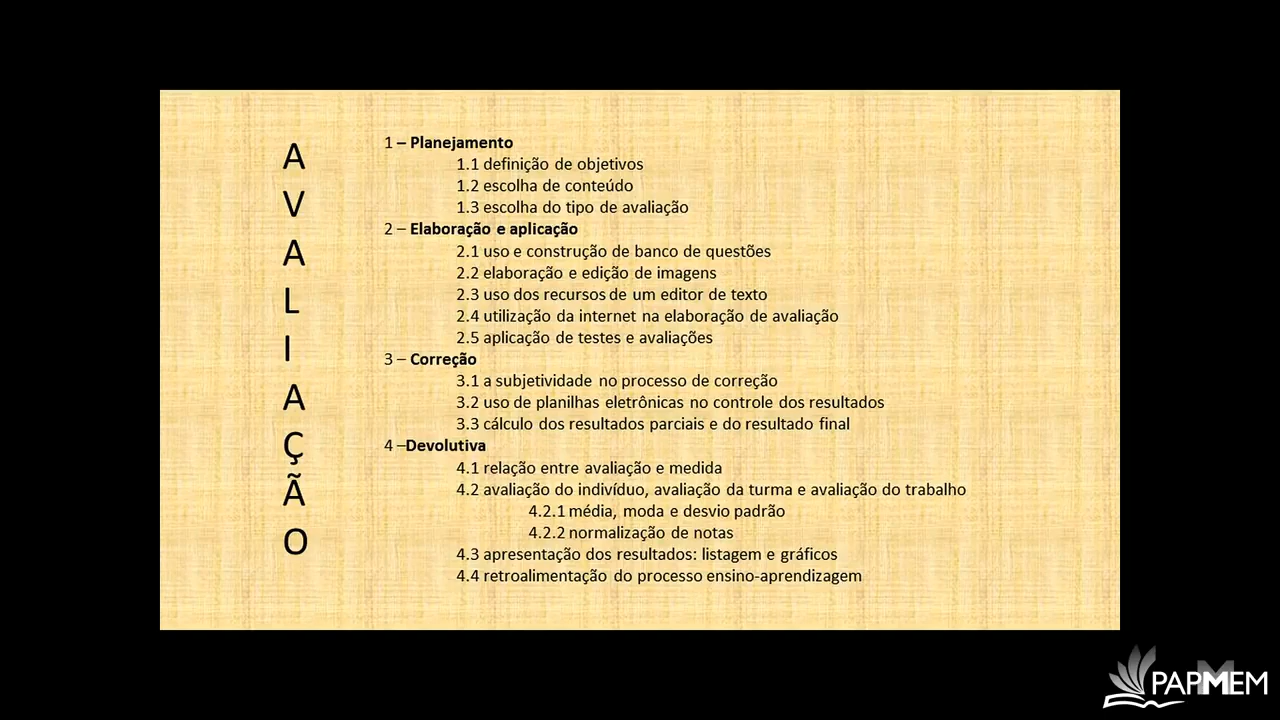 AVALIAÇÃO
1 – Planejamento
1.1 definição de objetivos
1.2 escolha de conteúdo
1.3 escolha do tipo de avaliação
2 – Elaboração e aplicação
2.1 uso e construção de banco de questões
2.2 elaboração e edição de imagens
2.3 uso dos recursos de um editor de texto
2.4 utilização da internet na elaboração de avaliação
2.5 aplicação de testes e avaliações
3 – Correção
3.1 a subjetividade no processo de correção
3.2 uso de planilhas eletrônicas no controle dos resultados
3.3 cálculo dos resultados parciais e do resultado final
4 –Devolutiva
4.1 relação entre avaliação e medida
4.2 avaliação do indivíduo, avaliação da turma e avaliação do trabalho
4.2.1 média, moda e desvio padrão
4.2.2 normalização de notas
4.3 apresentação dos resultados: listagem e gráficos
4.4 retroalimentação do processo ensino-aprendizagem
PAPMEM